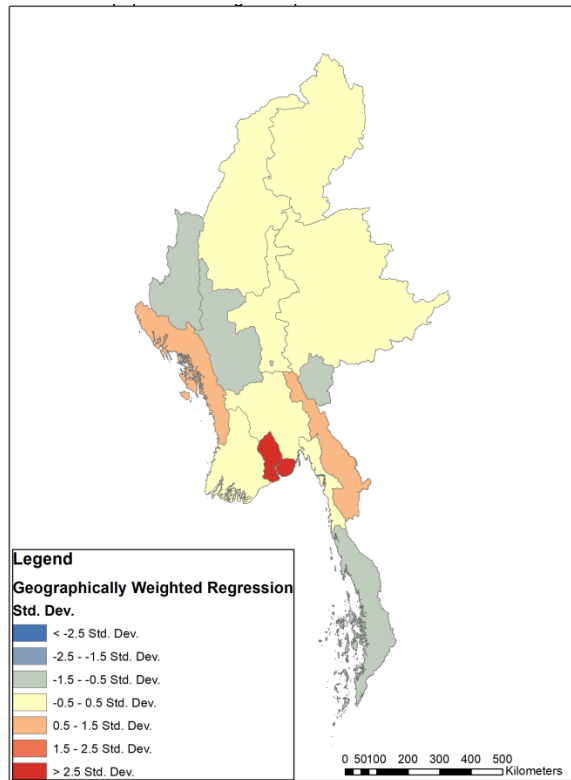 Legend
Geographically Weighted Regression
Std. Dev.
< -2.5 Std. Dev.
-2.5 - -1.5 Std. Dev.
-1.5 - -0.5 Std. Dev.
-0.5 - 0.5 Std. Dev.
0.5 - 1.5 Std. Dev.
1.5 - 2.5 Std. Dev.
> 2.5 Std. Dev.
0 50100 200 300 400 500
Kilometers